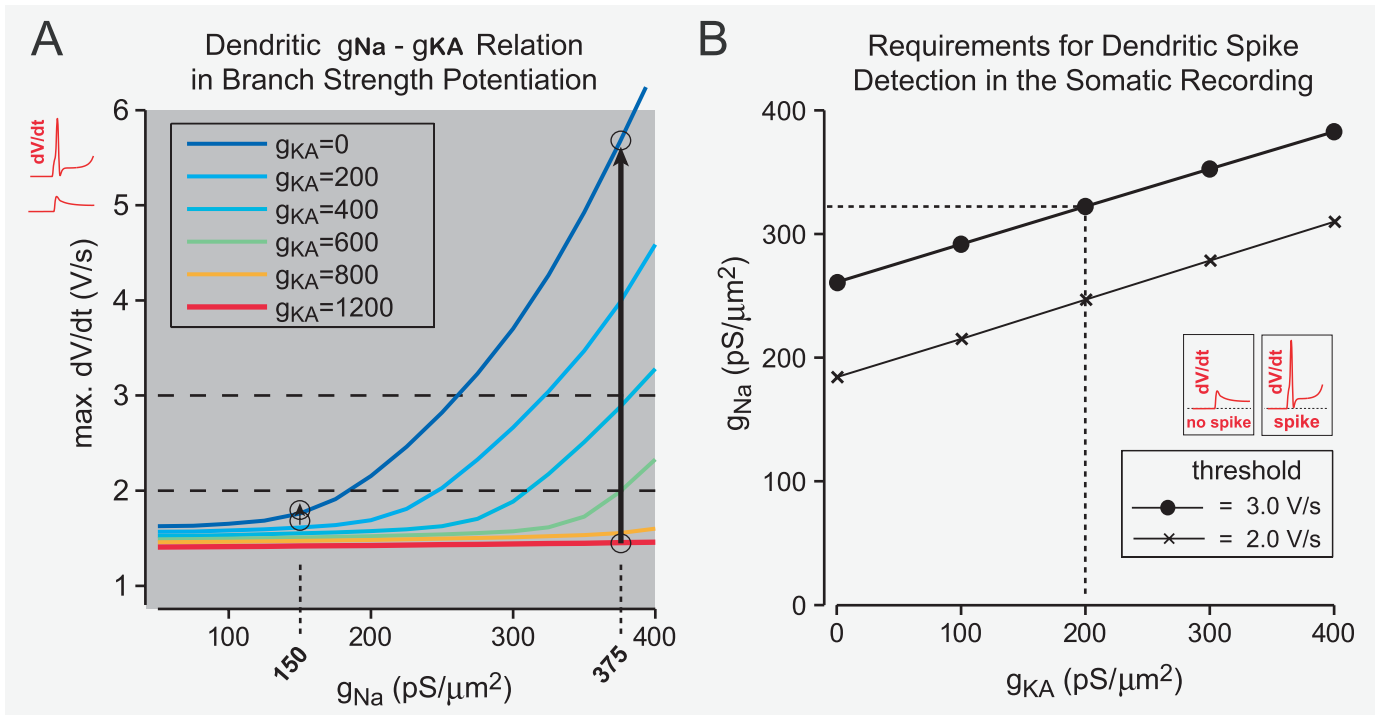 A
Dendritic gNa - gKA Relation
in Branch Strength Potentiation
dV/dt
max. dV/dt (V/s)
6
5
4
3
2
1
gKA=0
gKA=200
gKA=400
gKA=600
gKA=800
gKA=1200
100
200
300
400
150
375
gNa (pS/µm2)
B
Requirements for Dendritic Spike
Detection in the Somatic Recording
gNa (pS/µm2)
400
300
200
100
0
dV/dt
no spike
dV/dt
spike
threshold
= 3.0 V/s
= 2.0 V/s
0
100
200
300
400
gKA (pS/µm2)